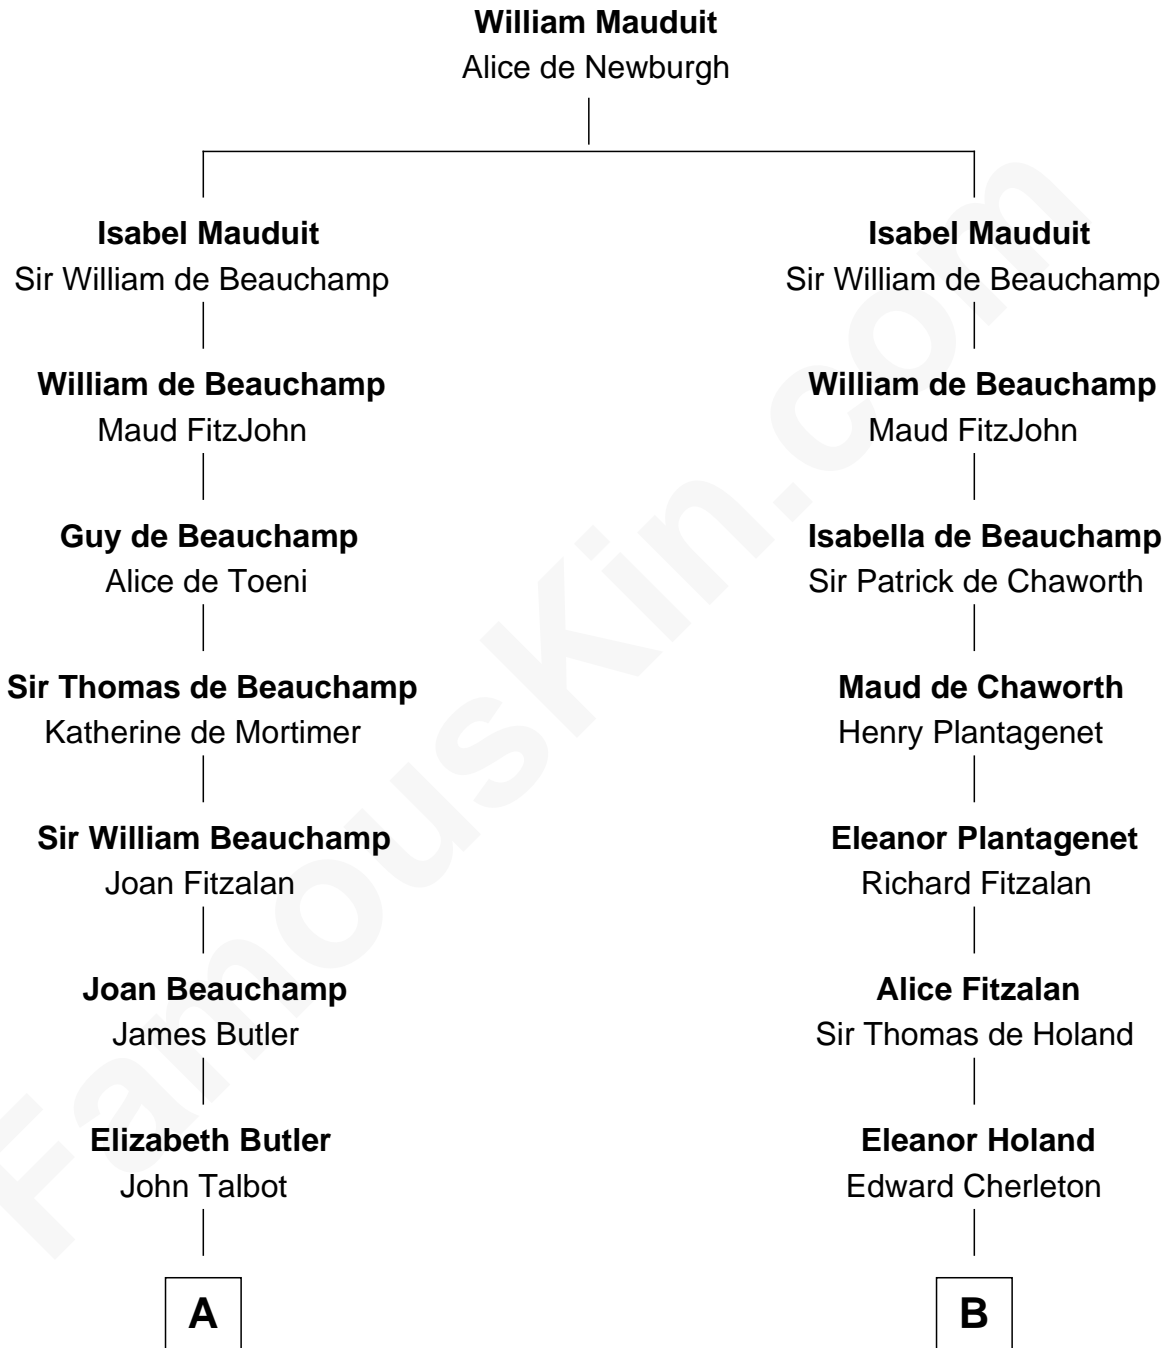 William Mauduit
Alice de Newburgh
Isabel Mauduit
Sir William de Beauchamp
Isabel Mauduit
Sir William de Beauchamp
William de Beauchamp
Maud FitzJohn
William de Beauchamp
Maud FitzJohn
Guy de Beauchamp
Alice de Toeni
Isabella de Beauchamp
Sir Patrick de Chaworth
Sir Thomas de Beauchamp
Katherine de Mortimer
Maud de Chaworth
Henry Plantagenet
Sir William Beauchamp
Joan Fitzalan
Eleanor Plantagenet
Richard Fitzalan
Joan Beauchamp
James Butler
Alice Fitzalan
Sir Thomas de Holand
Elizabeth Butler
John Talbot
Eleanor Holand
Edward Cherleton
A
B
FamousKin.com